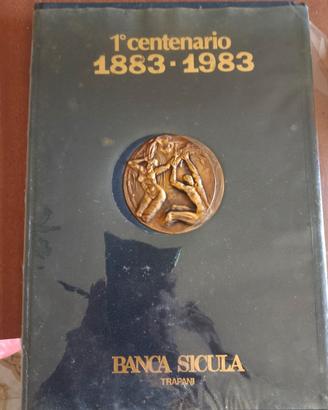 1° centenario
1883·1983
BANCA SICULA
TRAPANI